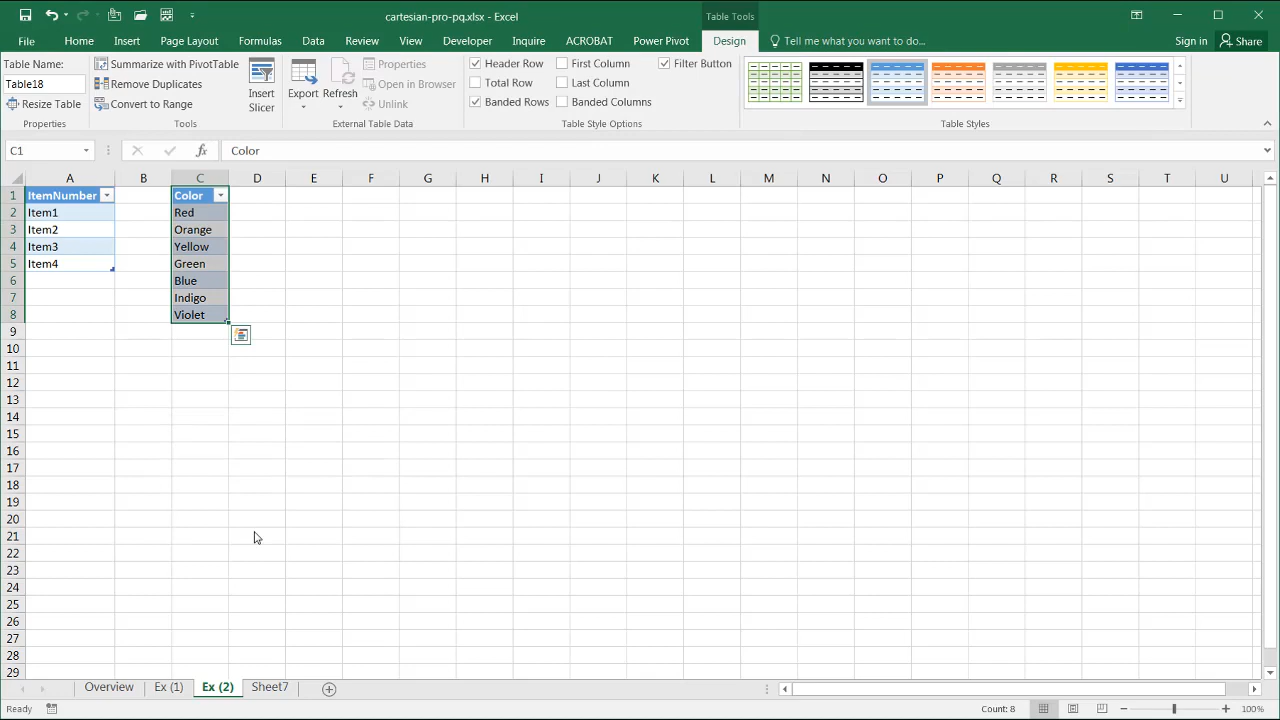 cartesian-pro-pq.xlsx - Excel
Table Tools
File Home Insert Page Layout Formulas Data Review View Developer Inquire ACROBAT Power Pivot Design Tell me what you want to do... Sign in Share
Table Name:
Table18
Resize Table
Properties
Summarize with PivotTable
Convert to Range
Tools
Insert
Slicer
Export Refresh
Properties
Unlink
External Table Data
Header Row First Column Filter Button
Total Row Last Column
Banded Rows Banded Columns
Table Style Options
Table Styles
C1 fx Color
A B C D E F G H I J K L M N O P Q R S T U
1 ItemNumber Color
2 Item1 Red
3 Item2 Orange
4 Item3 Yellow
5 Item4 Green
6 Blue
7 Indigo
8 Violet
9
10
11
12
13
14
15
16
17
18
19
20
21
22
23
24
25
26
27
28
29
Overview Ex (1) Ex (2) Sheet7
Ready Count: 8 100%